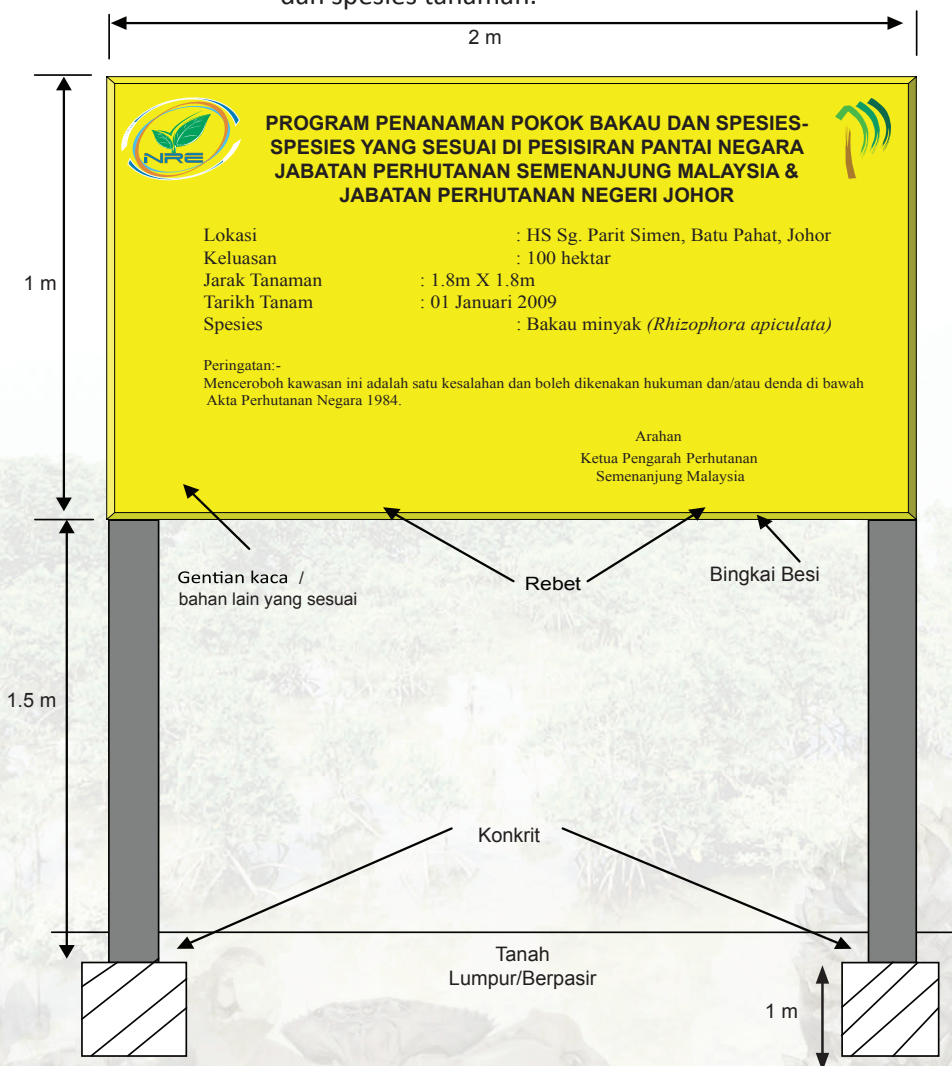 dan spesies tanaman.
2 m
NRE
PROGRAM PENANAMAN POKOK BAKAU DAN SPESIES-
SPESIES YANG SESUAI DI PESISIRAN PANTAI NEGARA
JABATAN PERHUTANAN SEMENANJUNG MALAYSIA &
JABATAN PERHUTANAN NEGERI JOHOR
Lokasi : HS Sg. Parit Simen, Batu Pahat, Johor
Keluasan : 100 hektar
Jarak Tanaman : 1.8m X 1.8m
Tarikh Tanam : 01 Januari 2009
Spesies : Bakau minyak (Rhizophora apiculata)
1 m
Peringatan:-
Menceroboh kawasan ini adalah satu kesalahan dan boleh dikenakan hukuman dan/atau denda di bawah
Akta Perhutanan Negara 1984.
Arahan
Ketua Pengarah Perhutanan
Semenanjung Malaysia
Gentian kaca /
bahan lain yang sesuai
Rebet
Bingkai Besi
1.5 m
Konkrit
Tanah
Lumpur/Berpasir
1 m